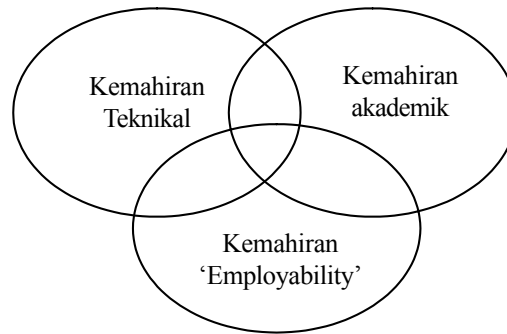 Kemahiran
Teknikal
Kemahiran
akademik
Kemahiran
‘Employability’